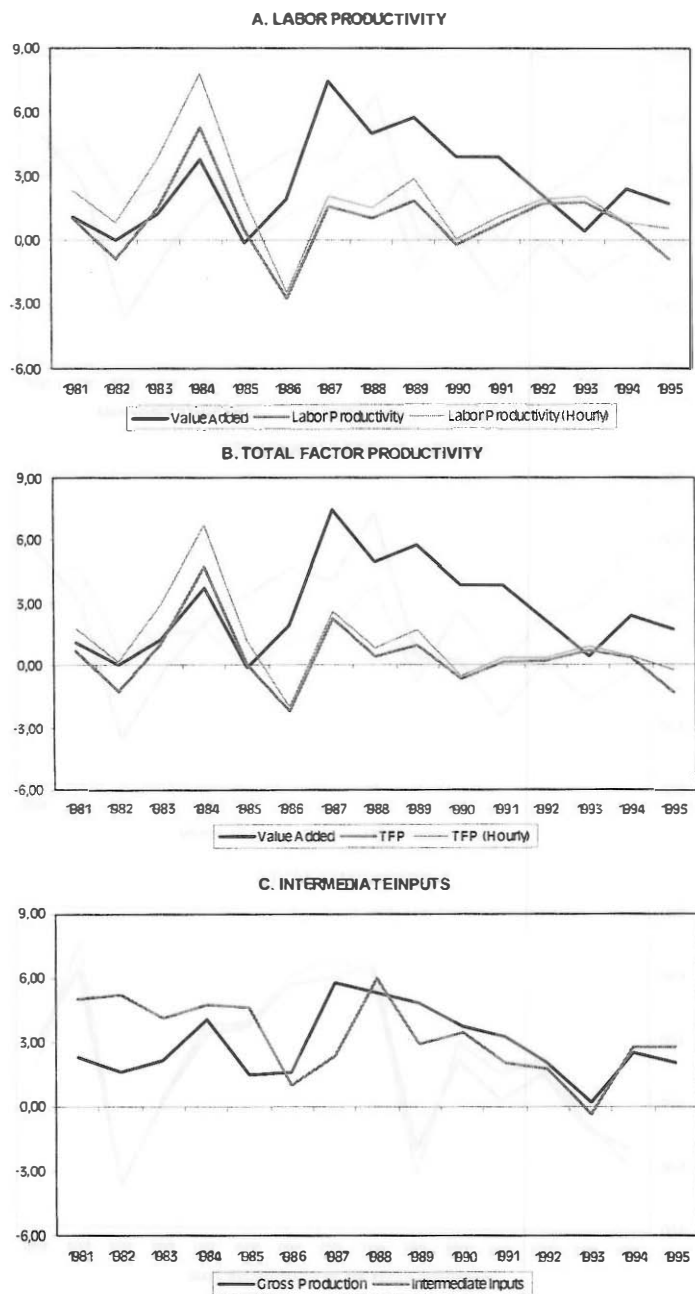 A. LABOR PRODUCTIVITY
9,00
6,00
3,00
0,00
-3,00
-6,00
1981 1982 1983 1984 1985 1986 1987 1988 1989 1990 1991 1992 1993 1994 1995
Value Added Labor Productivity Labor Productivity (Hourly)
B. TOTAL FACTOR PRODUCTIVITY
9,00
6,00
3,00
0,00
-3,00
-6,00
1981 1982 1983 1984 1985 1986 1987 1988 1989 1990 1991 1992 1993 1994 1995
Value Added TFP TFP (Hourly)
C. INTERMEDIATE INPUTS
9,00
6,00
3,00
0,00
-3,00
-6,00
1981 1982 1983 1984 1985 1986 1987 1988 1989 1990 1991 1992 1993 1994 1995
Gross Production Intermediate Inputs